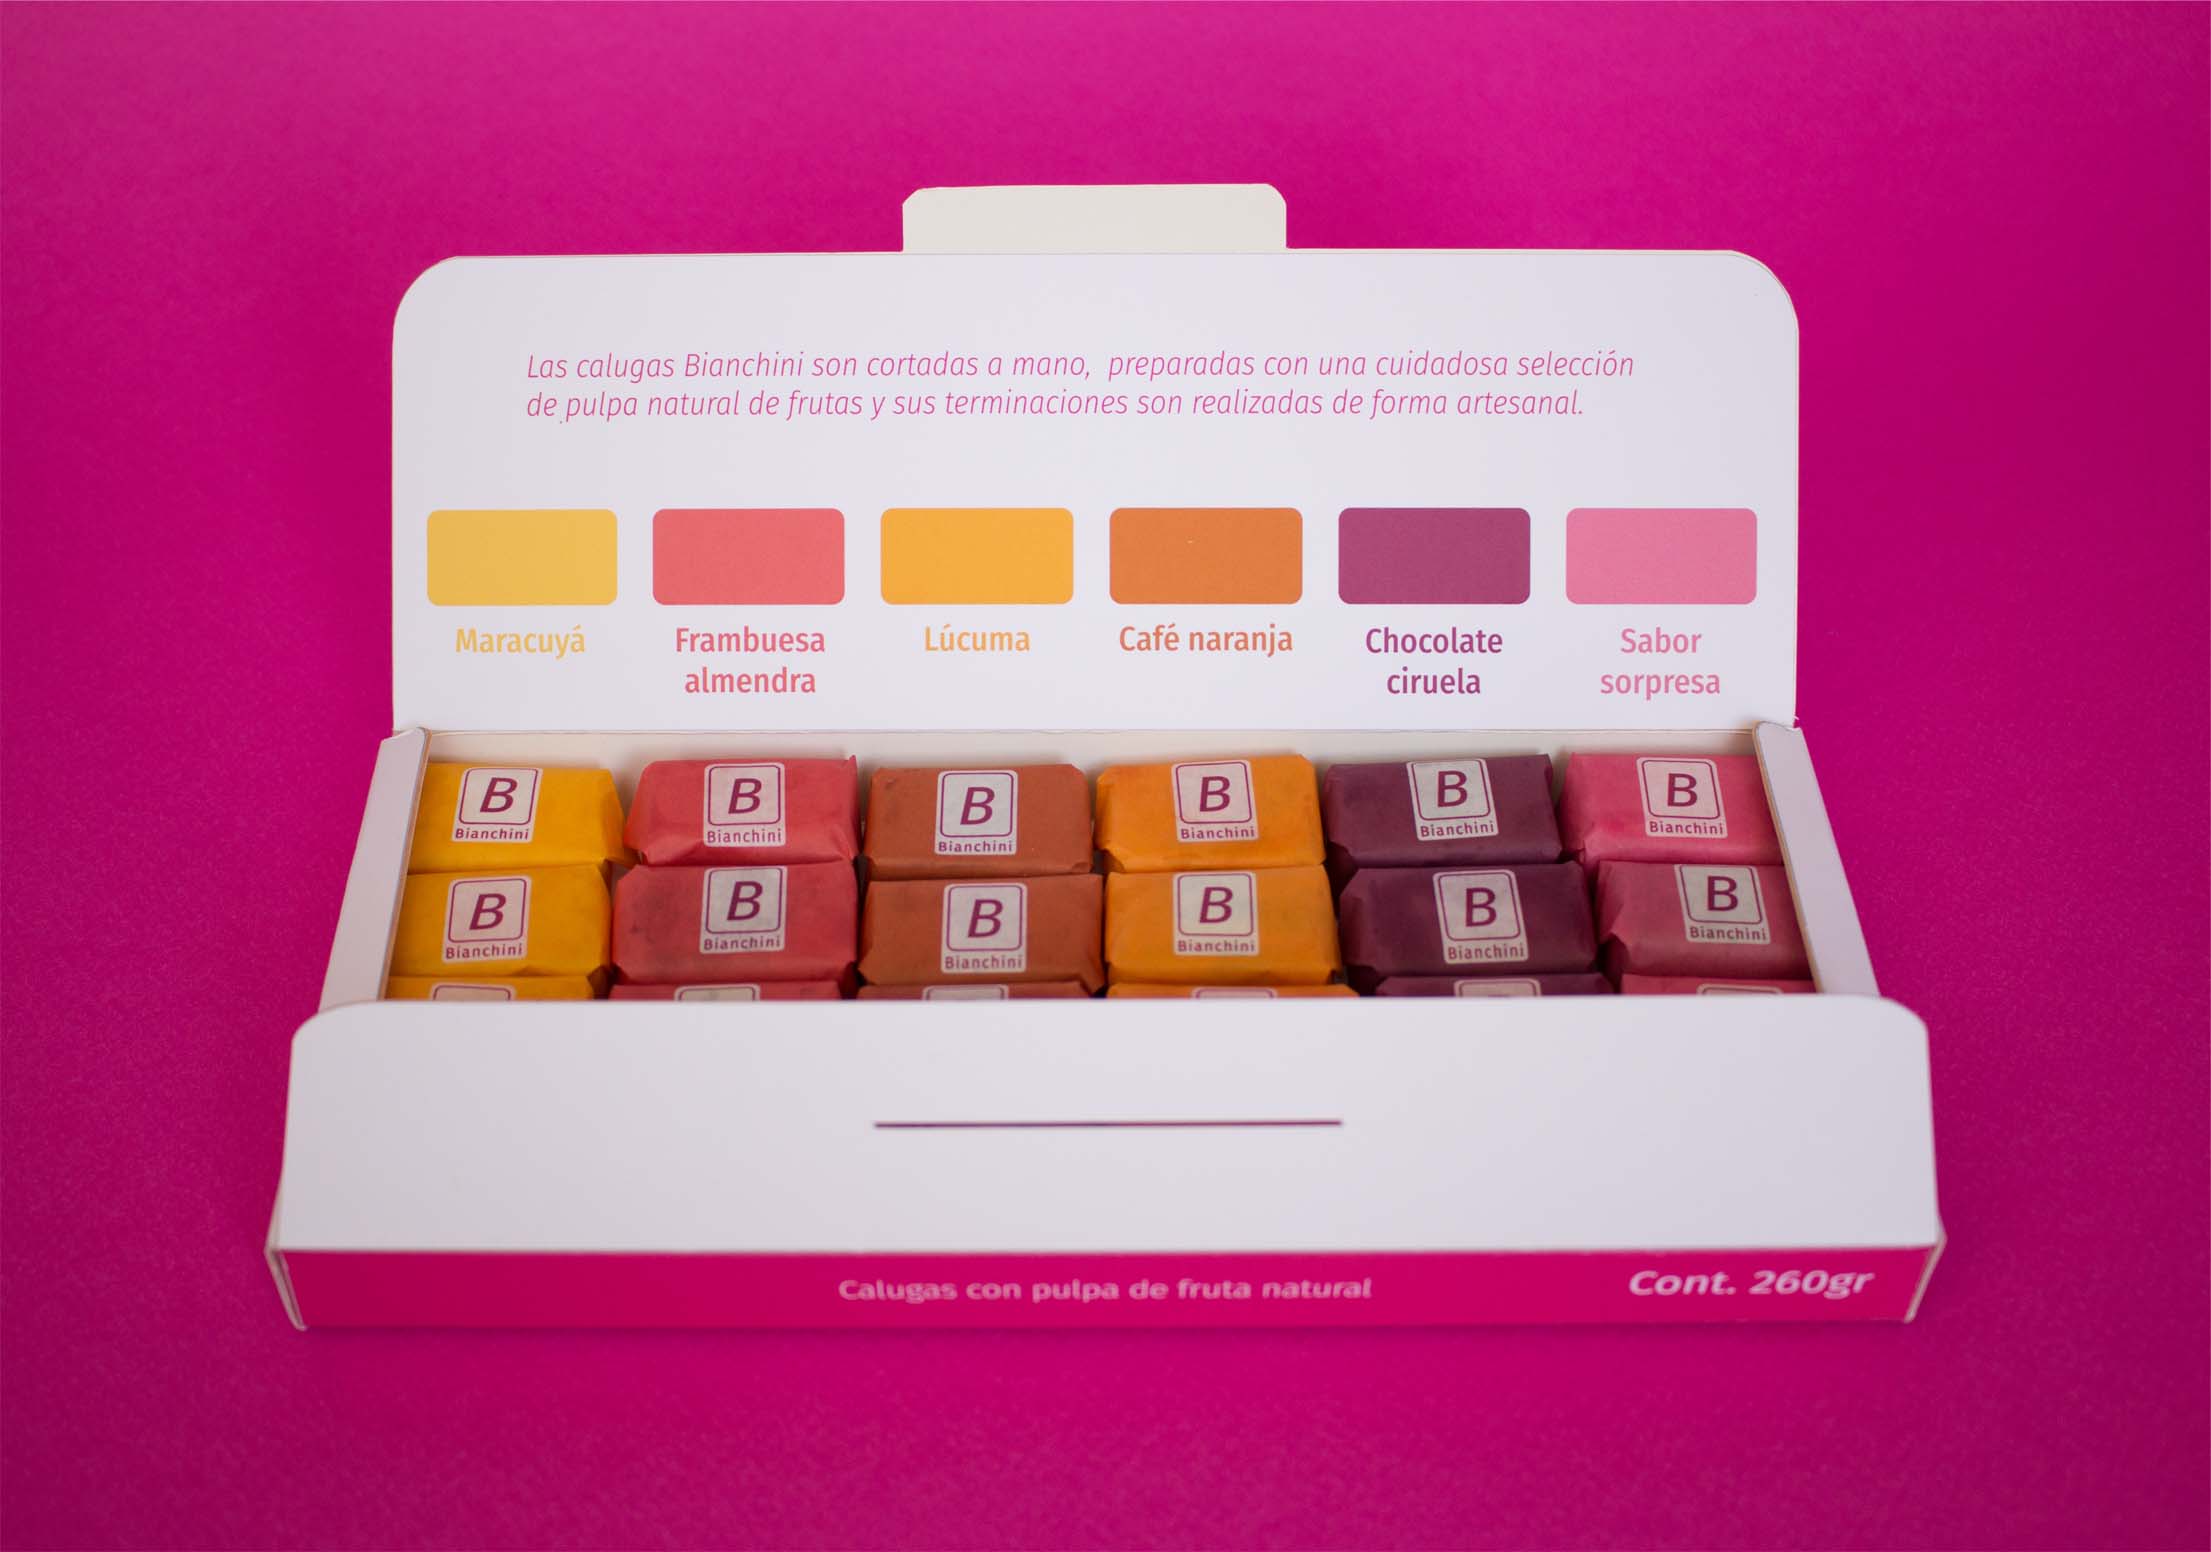 Las calugas Bianchini son cortadas a mano, preparadas con una cuidadosa selección
de pulpa natural de frutas y sus terminaciones son realizadas de forma artesanal.
Maracuyá
Frambuesa
almendra
Lúcuma
Café naranja
Chocolate
ciruela
Sabor
sorpresa
B
Bianchini
B
Bianchini
B
Bianchini
B
Bianchini
B
Bianchini
B
Bianchini
B
Bianchini
B
Bianchini
B
Bianchini
B
Bianchini
B
Bianchini
B
Bianchini
Calugas con pulpa de fruta natural
Cont. 260gr